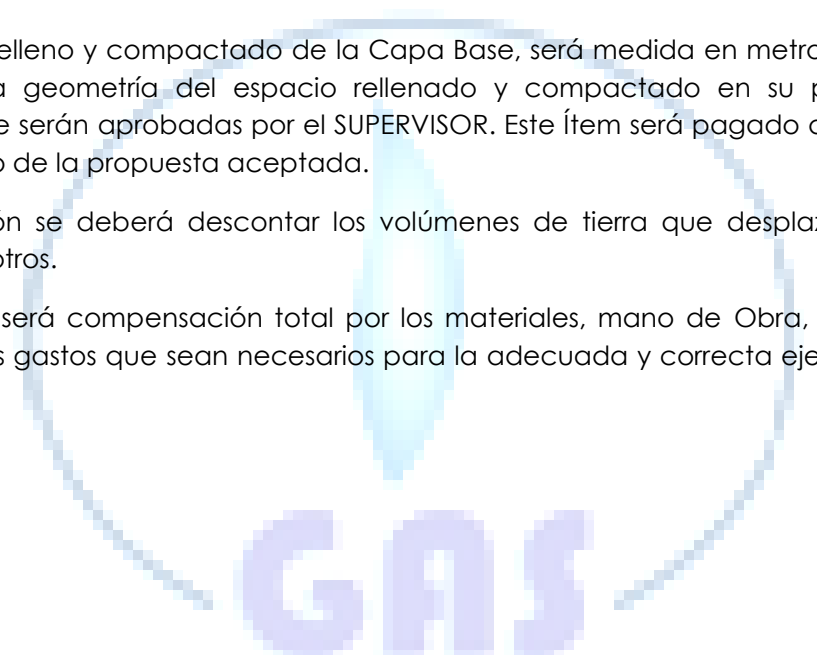 elleno y compactado de la Capa Base, será medida en metro
a geometría del espacio rellenado y compactado en su p
e serán aprobadas por el SUPERVISOR. Este Ítem será pagado
o de la propuesta aceptada.
ón se deberá descontar los volúmenes de tierra que despla
otros.
será compensación total por los materiales, mano de Obra,
s gastos que sean necesarios para la adecuada y correcta eje
GAS